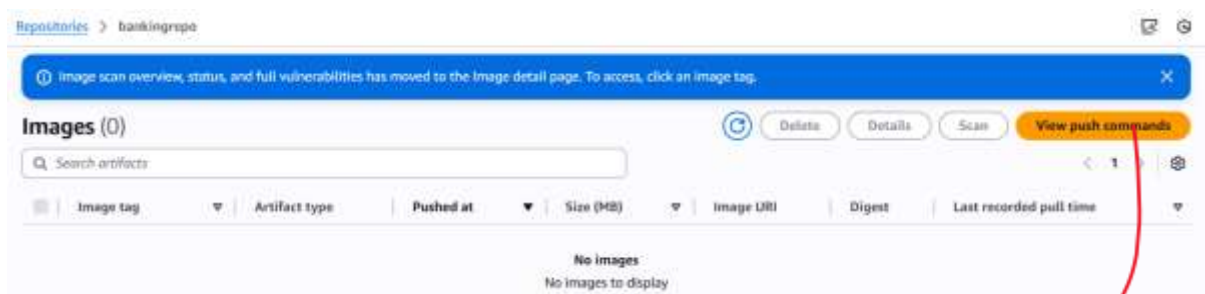 Repositories > bankingrepo
Image scan overview, status, and full vulnerabilities has moved to the Image detail page. To access, click an image tag.
Images (0)
Delete Details Scan View push commands
Search artifacts
1
Image tag Artifact type Pushed at Size (MB) Image URI Digest Last recorded pull time
No images
No images to display